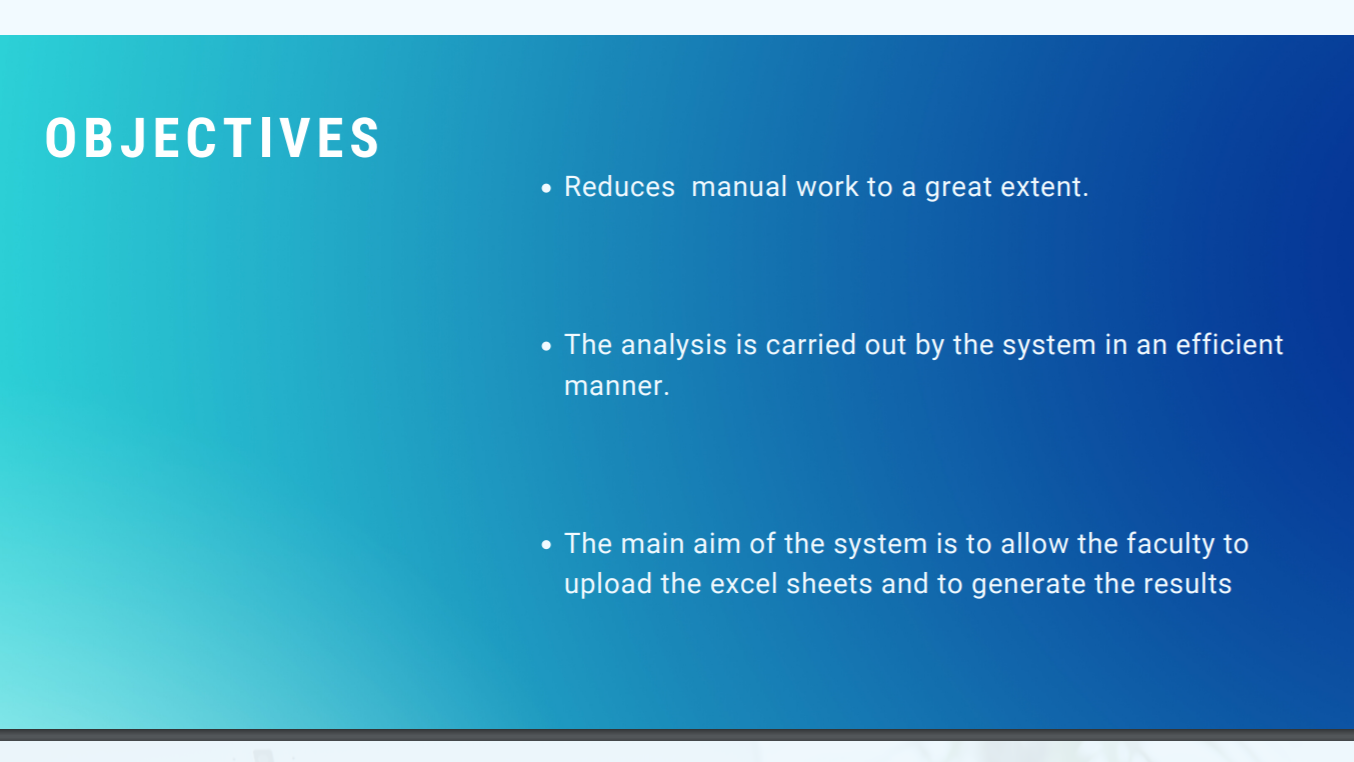 OBJECTIVES
• Reduces  manual work to a great extent.
• The analysis is carried out by the system in an efficient
manner.
• The main aim of the system is to allow the faculty to
upload the excel sheets and to generate the results